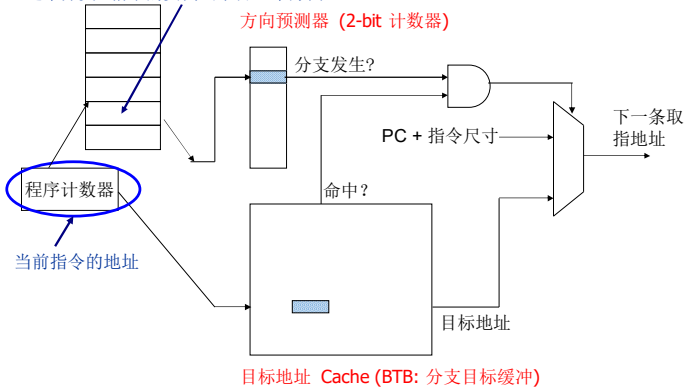 方向预测器 (2-bit 计数器)
分支发生?
PC + 指令尺寸
下一条取
指地址
程序计数器
命中?
当前指令的地址
目标地址
目标地址 Cache (BTB: 分支目标缓冲)